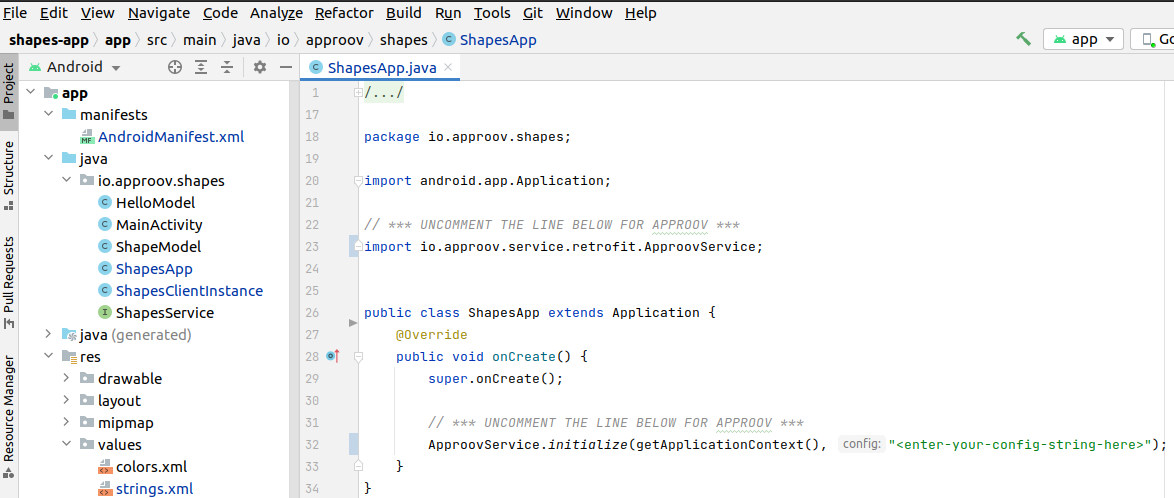 File Edit View Navigate Code Analyze Refactor Build Run Tools Git Window Help
shapes-app app src main java io approov shapes C ShapesApp app Go
Project
Structure
Pull Requests
Resource Manager
Android
app
manifests
MF AndroidManifest.xml
java
io.approov.shapes
C HelloModel
C MainActivity
C ShapeModel
C ShapesApp
C ShapesClientInstance
I ShapesService
java (generated)
res
drawable
layout
mipmap
values
colors.xml
strings.xml
C ShapesApp.java ×
1 /.../
17
18 package io.approov.shapes;
19
20 import android.app.Application;
21
22 // *** UNCOMMENT THE LINE BELOW FOR APPROOV ***
23 import io.approov.service.retrofit.ApproovService;
24
25
26 public class ShapesApp extends Application {
27 @Override
28 public void onCreate() {
29 super.onCreate();
30
31 // *** UNCOMMENT THE LINE BELOW FOR APPROOV ***
32 ApproovService.initialize(getApplicationContext(), config: "<enter-your-config-string-here>");
33 }
34 }